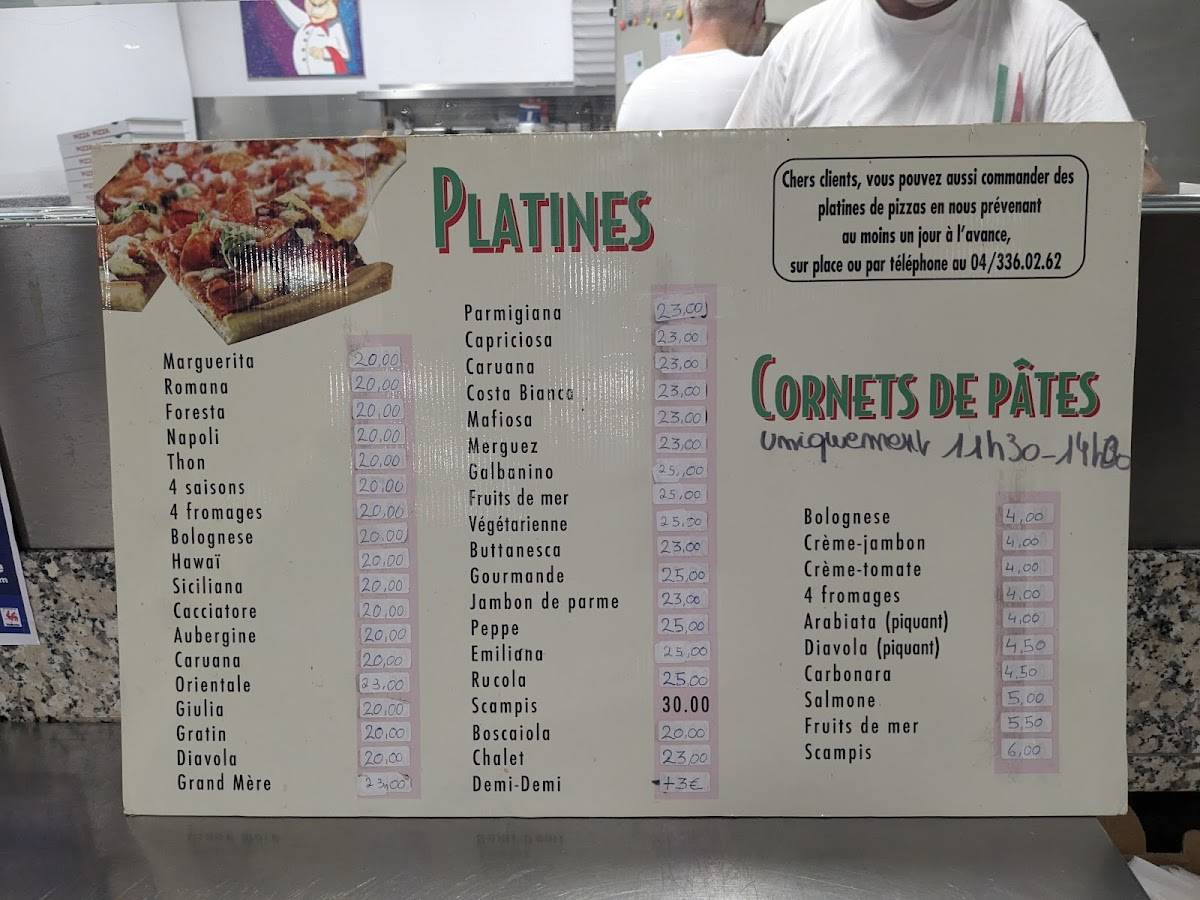 PIZZA PIZZA
PLATINES
Chers clients, vous pouvez aussi commander des
platines de pizzas en nous prévenant
au moins un jour à l'avance,
sur place ou par téléphone au 04/336.02.62
Marguerita 20,00
Romana 20,00
Foresta 20,00
Napoli 20,00
Thon 20,00
4 saisons 20,00
4 fromages 20,00
Bolognese 20,00
Hawaï 20,00
Siciliana 20,00
Cacciatore 20,00
Aubergine 20,00
Caruana 20,00
Orientale 23,00
Giulia 20,00
Gratin 20,00
Diavola 20,00
Grand Mère 23,00
Parmigiana 23,00
Capriciosa 23,00
Caruana 23,00
Costa Bianca 23,00
Mafiosa 23,00
Merguez 23,00
Galbanino 25,00
Fruits de mer 25,00
Végétarienne 25,50
Buttanesca 23,00
Gourmande 25,00
Jambon de parme 23,00
Peppe 25,00
Emiliana 25,00
Rucola 25,00
Scampis 30.00
Boscaiola 20,00
Chalet 23,00
Demi-Demi +3€
CORNETS DE PÂTES
uniquement 11h30-14h30
Bolognese 4,00
Crème-jambon 4,00
Crème-tomate 4,00
4 fromages 4,00
Arabiata (piquant) 4,00
Diavola (piquant) 4,50
Carbonara 4,50
Salmone 5,00
Fruits de mer 5,50
Scampis 6,00